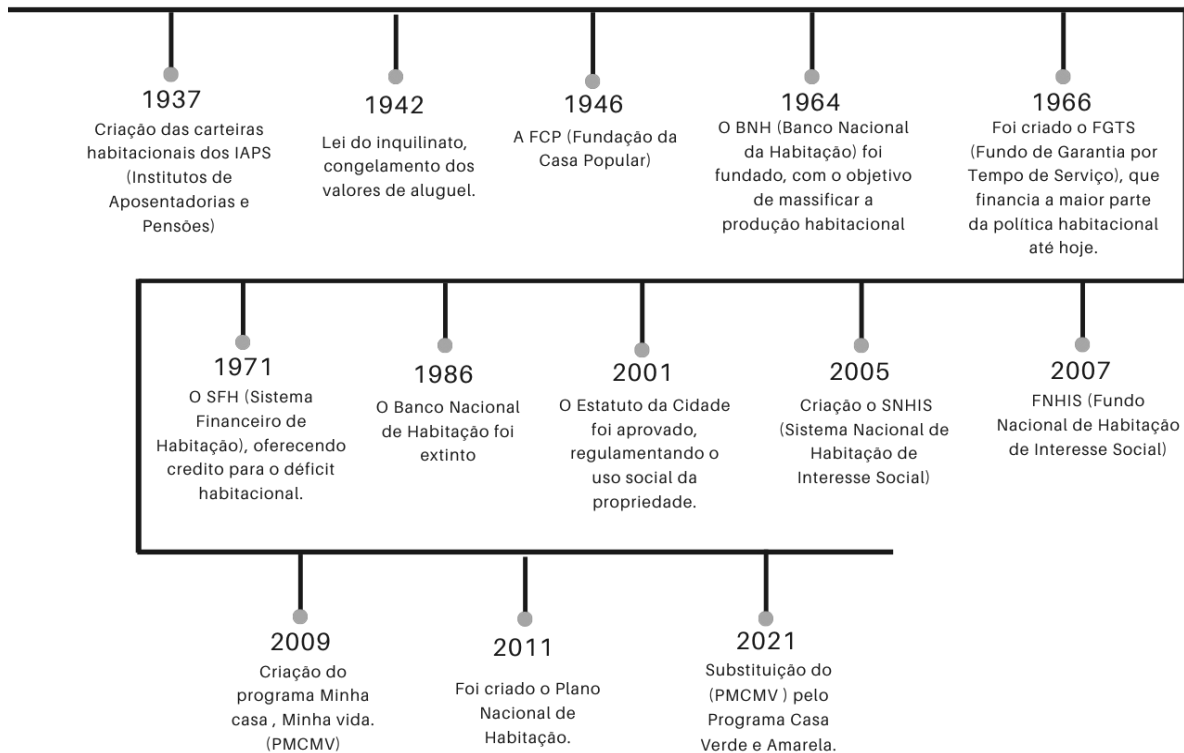 1937
Criação das carteiras
habitacionais dos IAPS
(Institutos de
Aposentadorias e
Pensões)
1942
Lei do inquilinato,
congelamento dos
valores de aluguel.
1946
A FCP (Fundação da
Casa Popular)
1964
O BNH (Banco Nacional
da Habitação) foi
fundado, com o objetivo
de massificar a
produção habitacional
1966
Foi criado o FGTS
(Fundo de Garantia por
Tempo de Serviço), que
financia a maior parte
da política habitacional
até hoje.
1971
O SFH (Sistema
Financeiro de
Habitação), oferecendo
credito para o déficit
habitacional.
1986
O Banco Nacional
de Habitação foi
extinto
2001
O Estatuto da Cidade
foi aprovado,
regulamentando o
uso social da
propriedade.
2005
Criação o SNHIS
(Sistema Nacional de
Habitação de
Interesse Social)
2007
FNHIS (Fundo
Nacional de Habitação
de Interesse Social)
2009
Criação do
programa Minha
casa , Minha vida.
(PMCMV)
2011
Foi criado o Plano
Nacional de
Habitação.
2021
Substituição do
(PMCMV ) pelo
Programa Casa
Verde e Amarela.